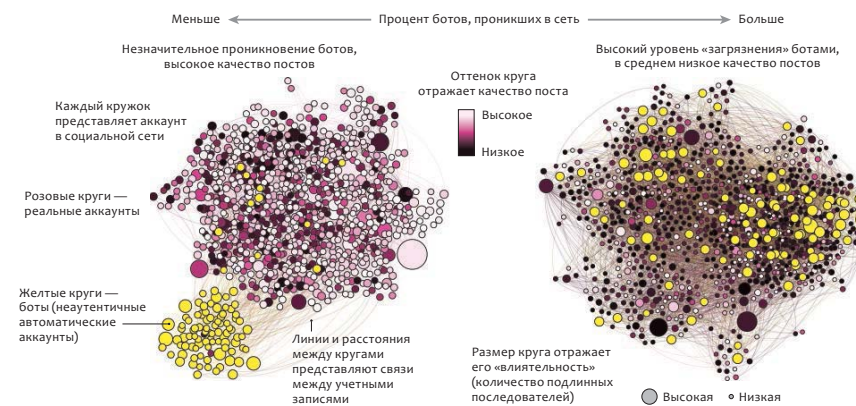 Меньше
Процент ботов, проникших в сеть
Больше
Незначительное проникновение ботов,
высокое качество постов
Высокий уровень «загрязнения» ботами,
в среднем низкое качество постов
Оттенок круга
отражает качество поста
Высокое
Низкое
Каждый кружок
представляет аккаунт
в социальной сети
Розовые круги —
реальные аккаунты
Желтые круги —
боты (неаутентичные
автоматические
аккаунты)
Линии и расстояния
между кругами
представляют связи
между учетными
записями
Размер круга отражает
его «влиятельность»
(количество подлинных
последователей)
Высокая
Низкая